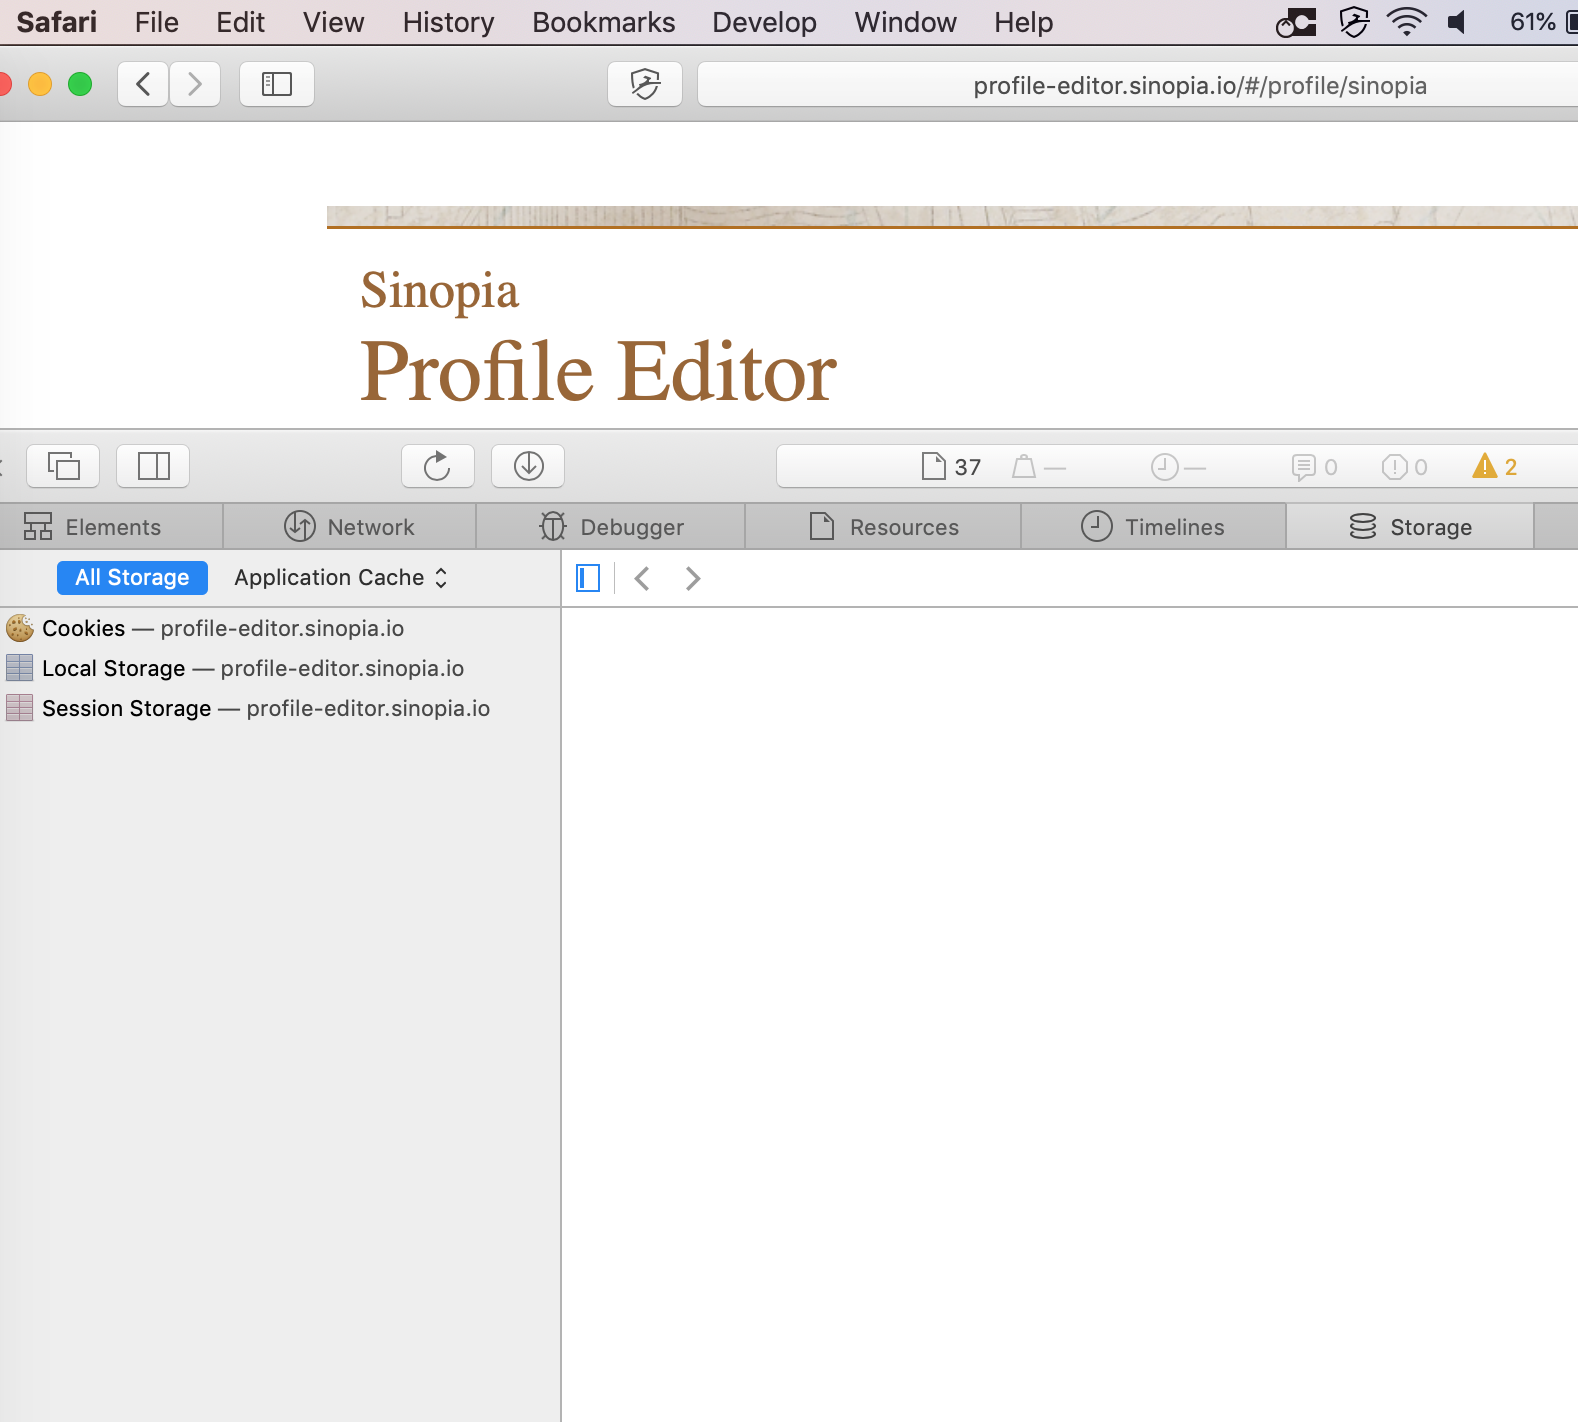 Safari File Edit View History Bookmarks Develop Window Help 61%
profile-editor.sinopia.io/#/profile/sinopia
Sinopia
Profile Editor
37 — — 0 0 2
Elements Network Debugger Resources Timelines Storage
All Storage Application Cache
Cookies — profile-editor.sinopia.io
Local Storage — profile-editor.sinopia.io
Session Storage — profile-editor.sinopia.io